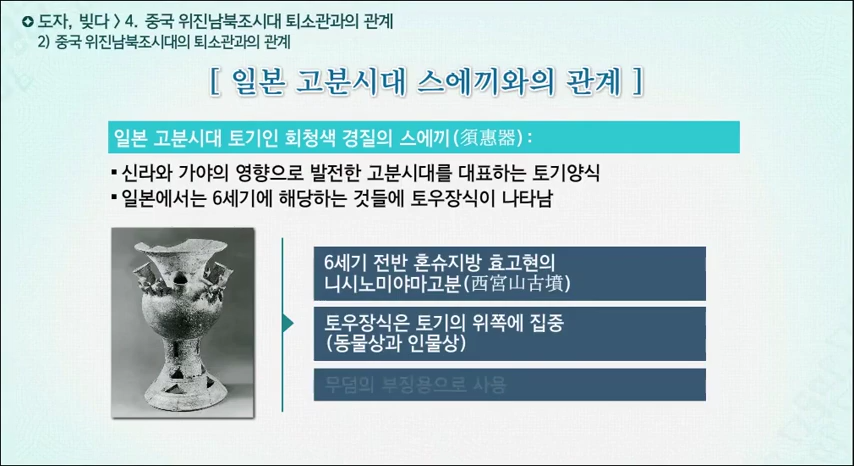 도자, 빚다 > 4. 중국 위진남북조시대 퇴소관과의 관계
2) 중국 위진남북조시대의 퇴소관과의 관계
[ 일본 고분시대 스에끼와의 관계 ]
일본 고분시대 토기인 회청색 경질의 스에끼(須惠器) :
▪ 신라와 가야의 영향으로 발전한 고분시대를 대표하는 토기양식
▪ 일본에서는 6세기에 해당하는 것들에 토우장식이 나타남
6세기 전반 혼슈지방 효고현의
니시노미야마고분(西宮山古墳)
토우장식은 토기의 위쪽에 집중
(동물상과 인물상)
무덤의 부장용으로 사용